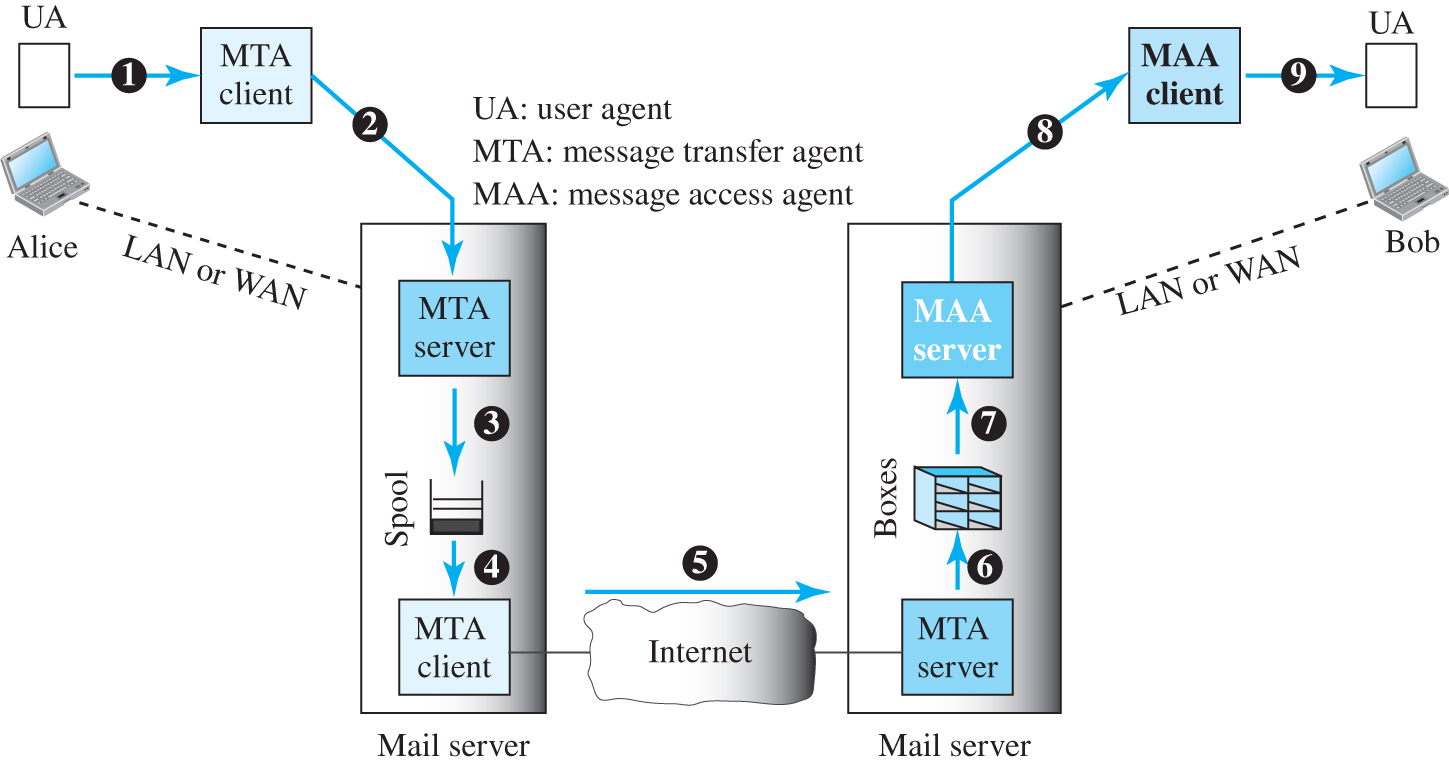 UA
MTA
client
1
2
UA: user agent
MTA: message transfer agent
MAA: message access agent
MAA
client
8
9
UA
Alice
LAN or WAN
Bob
LAN or WAN
MTA
server
3
Spool
4
MTA
client
Mail server
5
Internet
MAA
server
7
Boxes
6
MTA
server
Mail server